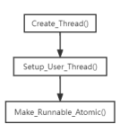 Create_Thread()
Setup_User_Thread()
Make_Runnable_Atomic()